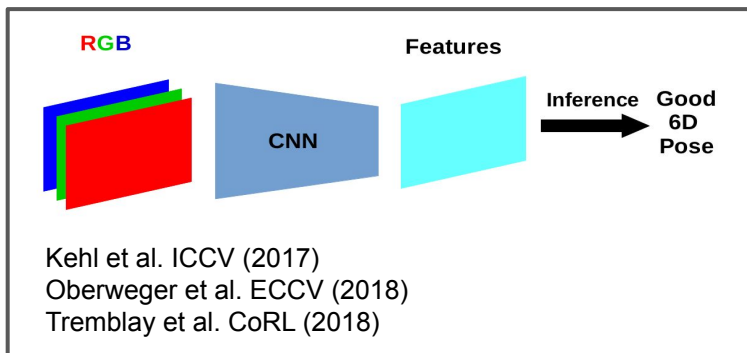 RGB
Features
CNN
Inference
Good
6D
Pose
Kehl et al. ICCV (2017)
Oberweger et al. ECCV (2018)
Tremblay et al. CoRL (2018)